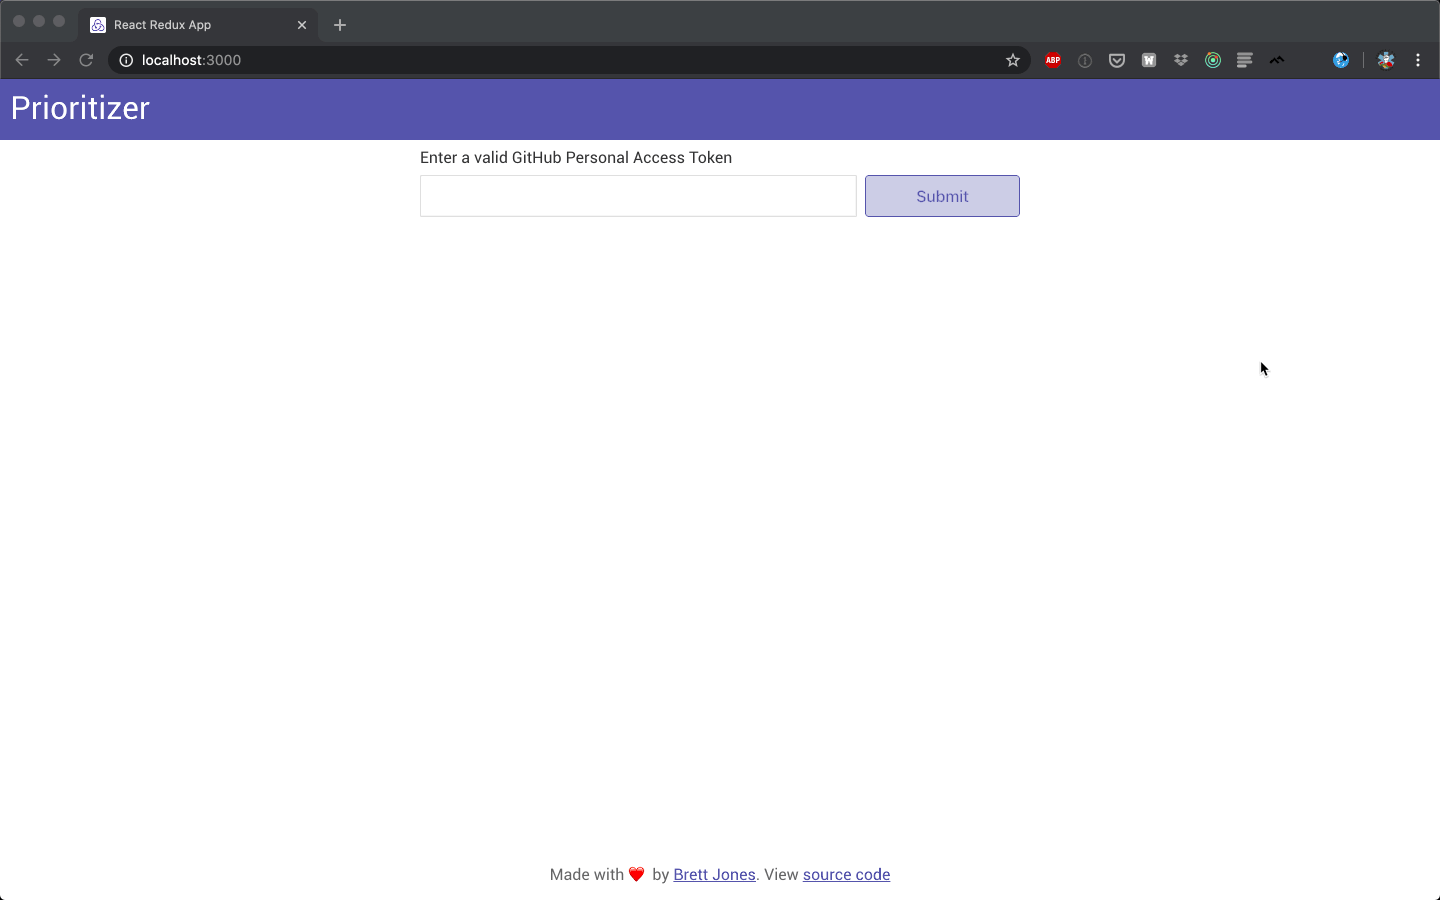 React Redux App
localhost:3000
ABP
W
Prioritizer
Enter a valid GitHub Personal Access Token
Submit
Made with ❤️ by Brett Jones. View source code